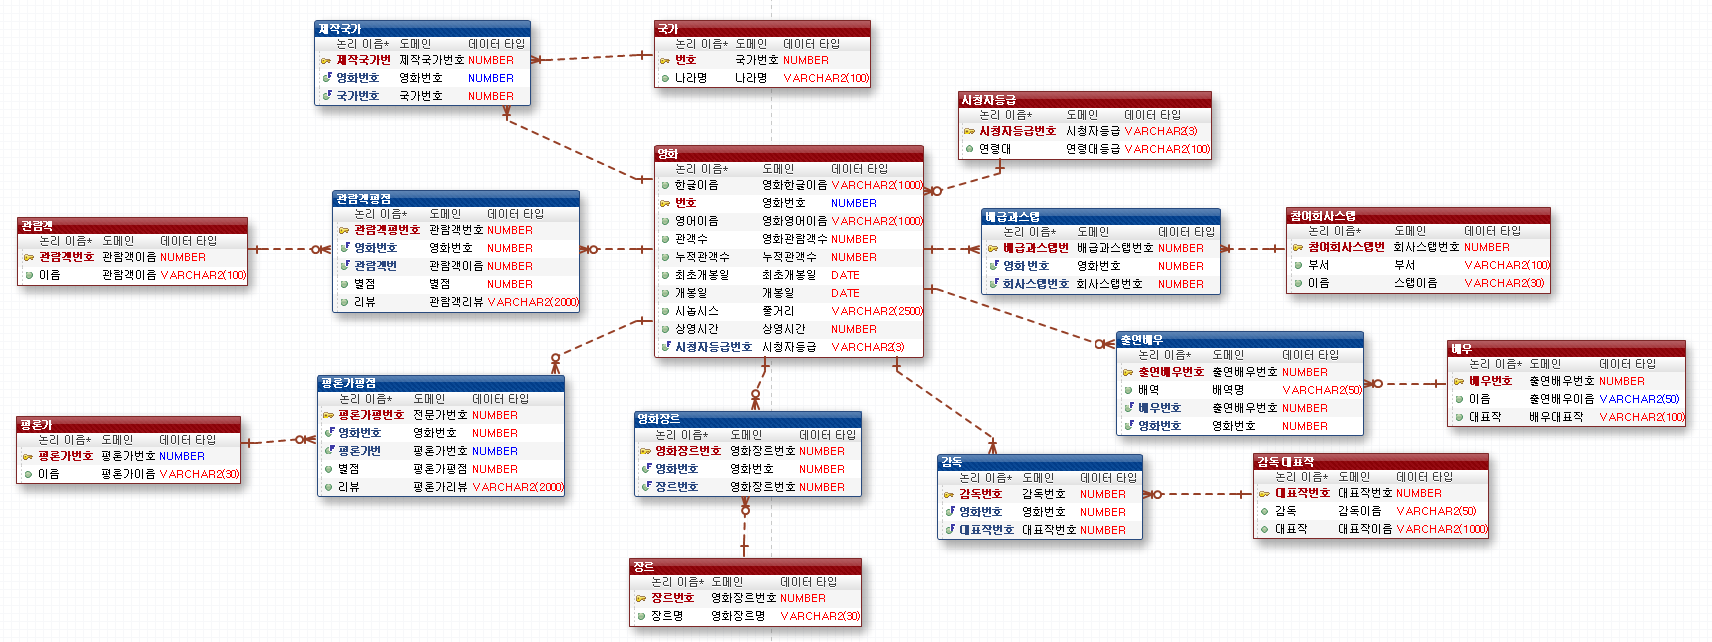 제작국가
논리 이름* 도메인 데이터 타입
제작국가번 제작국가번호 NUMBER
영화번호 영화번호 NUMBER
국가번호 국가번호 NUMBER
국가
논리 이름* 도메인 데이터 타입
번호 국가번호 NUMBER
나라명 나라명 VARCHAR2(100)
시청자등급
논리 이름* 도메인 데이터 타입
시청자등급번호 시청자등급 VARCHAR2(3)
연령대 연령대등급 VARCHAR2(100)
영화
논리 이름* 도메인 데이터 타입
한글이름 영화한글이름 VARCHAR2(1000)
번호 영화번호 NUMBER
영어이름 영화영어이름 VARCHAR2(1000)
관객수 영화관람객수 NUMBER
누적관객수 누적관객수 NUMBER
최초개봉일 최초개봉일 DATE
개봉일 개봉일 DATE
시놉시스 줄거리 VARCHAR2(2500)
상영시간 상영시간 NUMBER
시청자등급번호 시청자등급 VARCHAR2(3)
관람객평점
논리 이름* 도메인 데이터 타입
관람객평번호 관람객번호 NUMBER
영화번호 영화번호 NUMBER
관람객번 관람객이름 NUMBER
별점 별점 NUMBER
리뷰 관람객리뷰 VARCHAR2(2000)
관람객
논리 이름* 도메인 데이터 타입
관람객번호 관람객이름 NUMBER
이름 관람객이름 VARCHAR2(100)
배급과스탭
논리 이름* 도메인 데이터 타입
배급과스탭번 배급과스탭번호 NUMBER
영화 번호 영화번호 NUMBER
회사스탭번호 회사스탭번호 NUMBER
참여회사스탭
논리 이름* 도메인 데이터 타입
참여회사스탭번 회사스탭번호 NUMBER
부서 부서 VARCHAR2(100)
이름 스탭이름 VARCHAR2(30)
출연배우
논리 이름* 도메인 데이터 타입
출연배우번호 출연배우번호 NUMBER
배역 배역명 VARCHAR2(50)
배우번호 출연배우번호 NUMBER
영화번호 영화번호 NUMBER
배우
논리 이름* 도메인 데이터 타입
배우번호 출연배우번호 NUMBER
이름 출연배우이름 VARCHAR2(50)
대표작 배우대표작 VARCHAR2(100)
평론가평점
논리 이름* 도메인 데이터 타입
평론가평번호 전문가번호 NUMBER
영화번호 영화번호 NUMBER
평론가번 평론가번호 NUMBER
별점 평론가평점 NUMBER
리뷰 평론가리뷰 VARCHAR2(2000)
평론가
논리 이름* 도메인 데이터 타입
평론가번호 평론가번호 NUMBER
이름 평론가이름 VARCHAR2(30)
영화장르
논리 이름* 도메인 데이터 타입
영화장르번호 영화장르번호 NUMBER
영화번호 영화번호 NUMBER
장르번호 영화장르번호 NUMBER
감독
논리 이름* 도메인 데이터 타입
감독번호 감독번호 NUMBER
영화번호 영화번호 NUMBER
대표작번호 대표작번호 NUMBER
감독대표작
논리 이름* 도메인 데이터 타입
대표작번호 대표작번호 NUMBER
감독 감독이름 VARCHAR2(50)
대표작 대표작이름 VARCHAR2(1000)
장르
논리 이름* 도메인 데이터 타입
장르번호 영화장르번호 NUMBER
장르명 영화장르명 VARCHAR2(30)